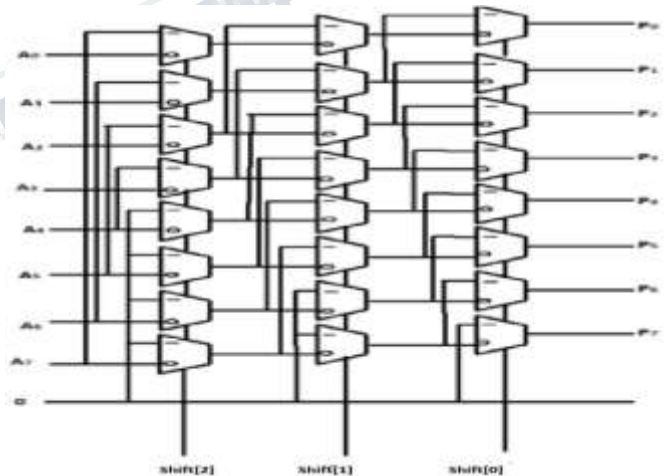 A0
P0
A1
P1
A2
P2
A3
P3
A4
P4
A5
P5
A6
P6
A7
P7
0
Shift[2]
Shift[1]
Shift[0]